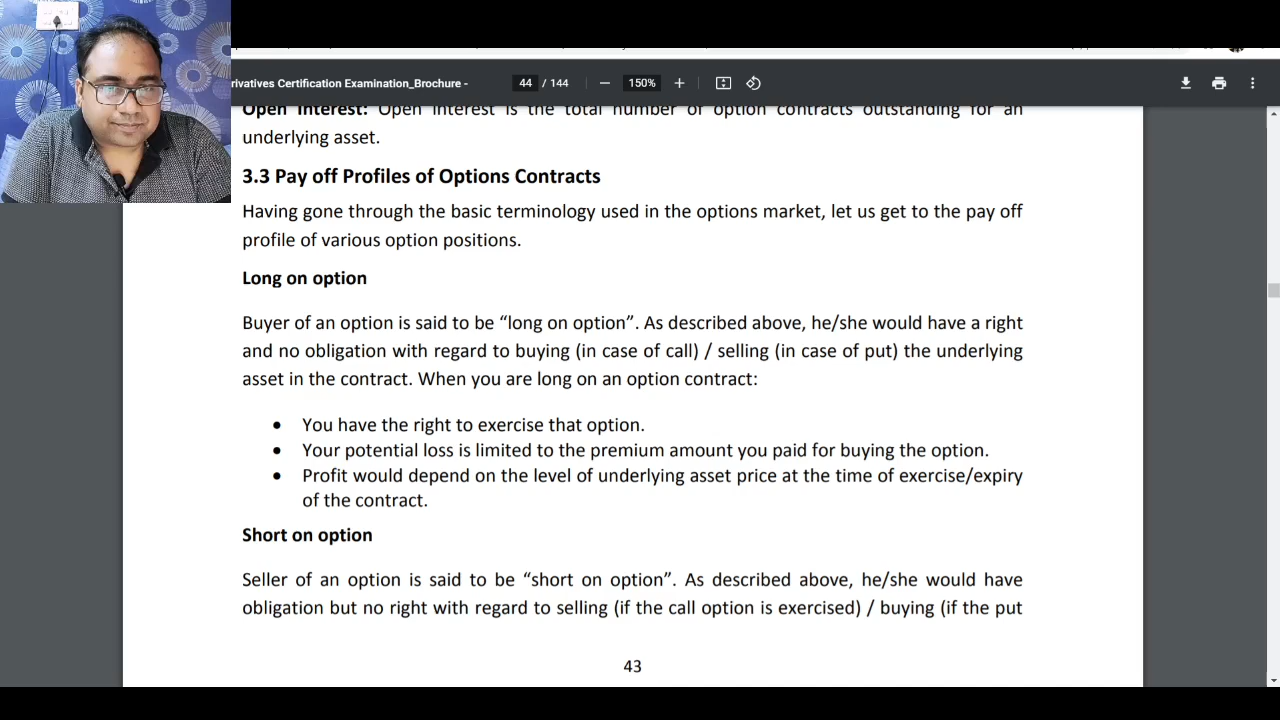 rivatives Certification Examination_Brochure -
44 / 144
150%
Open Interest: Open Interest is the total number of option contracts outstanding for an
underlying asset.
3.3 Pay off Profiles of Options Contracts
Having gone through the basic terminology used in the options market, let us get to the pay off
profile of various option positions.
Long on option
Buyer of an option is said to be “long on option”. As described above, he/she would have a right
and no obligation with regard to buying (in case of call) / selling (in case of put) the underlying
asset in the contract. When you are long on an option contract:
• You have the right to exercise that option.
• Your potential loss is limited to the premium amount you paid for buying the option.
• Profit would depend on the level of underlying asset price at the time of exercise/expiry
of the contract.
Short on option
Seller of an option is said to be “short on option”. As described above, he/she would have
obligation but no right with regard to selling (if the call option is exercised) / buying (if the put
43